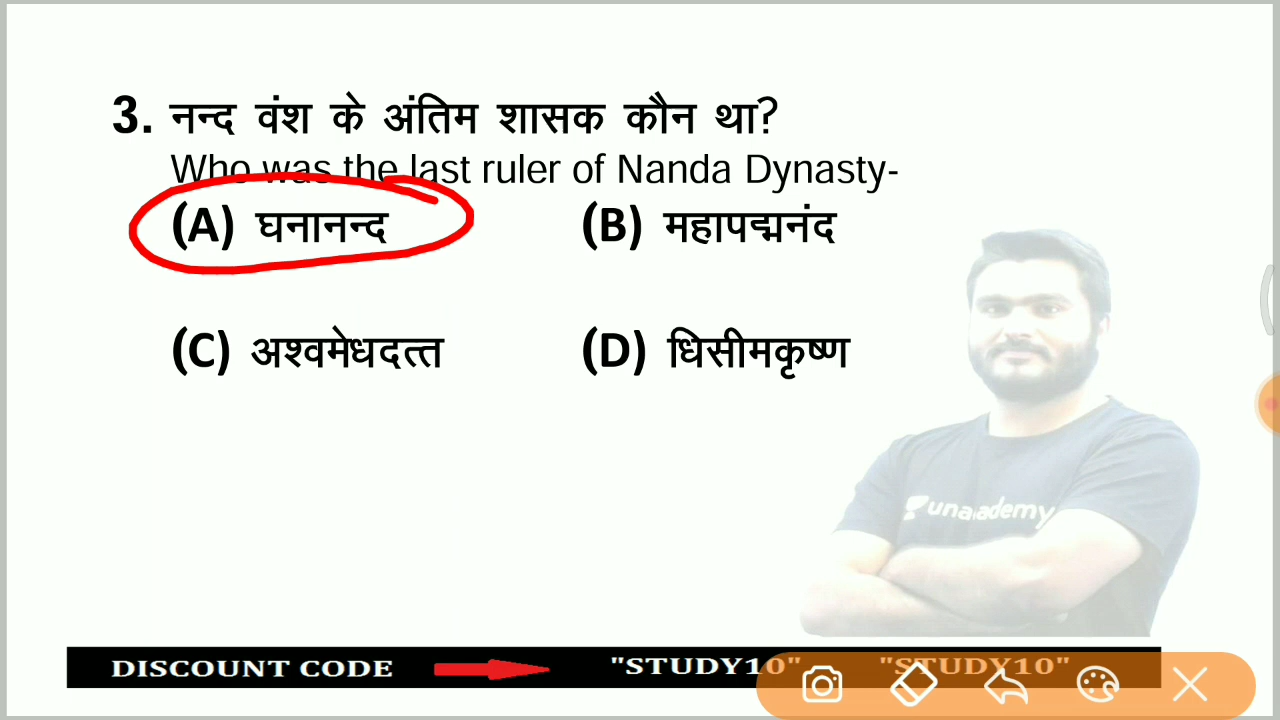 3. नन्द वंश के अंतिम शासक कौन था?
Who was the last ruler of Nanda Dynasty-
(A) घनानन्द (B) महापद्मनंद
(C) अश्वमेधदत्त (D) धिसीमकृष्ण
unacademy
DISCOUNT CODE "STUDY10" "STUDY10"